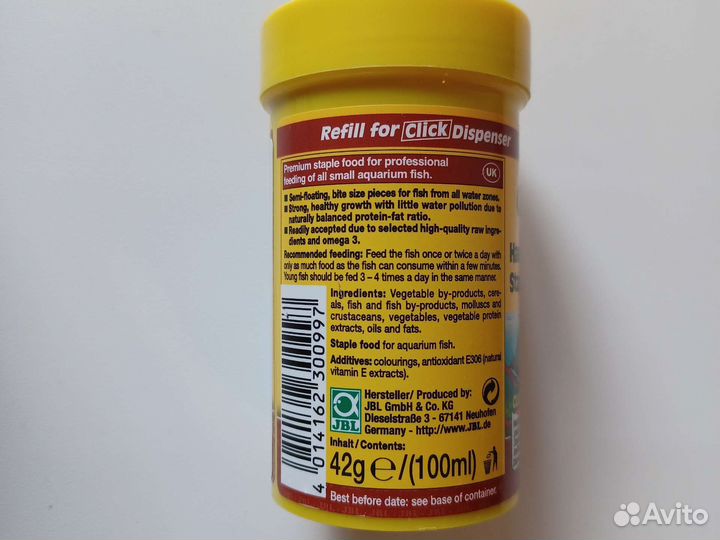 Refill for Click Dispenser
Premium staple food for professional
feeding of all small aquarium fish.
UK
■ Semi-floating, bite size pieces for fish from all water zones.
■ Strong, healthy growth with little water pollution due to
naturally balanced protein-fat ratio.
■ Readily accepted due to selected high-quality raw ingre-
dients and omega 3.
Recommended feeding: Feed the fish once or twice a day with
only as much food as the fish can consume within a few minutes.
Young fish should be fed 3 – 4 times a day in the same manner.
Ingredients: Vegetable by-products, cere-
als, fish and fish by-products, molluscs and
crustaceans, vegetables, vegetable protein
extracts, oils and fats.
Staple food for aquarium fish.
Additives: colourings, antioxidant E306 (natural
vitamin E extracts).
JBL
Hersteller/ Produced by:
JBL GmbH & Co. KG
Dieselstraße 3 - 67141 Neuhofen
Germany - http://www.JBL.de
Inhalt / Contents:
42g e/(100ml)
4 014162 300997
Best before date: see base of container.
Avito